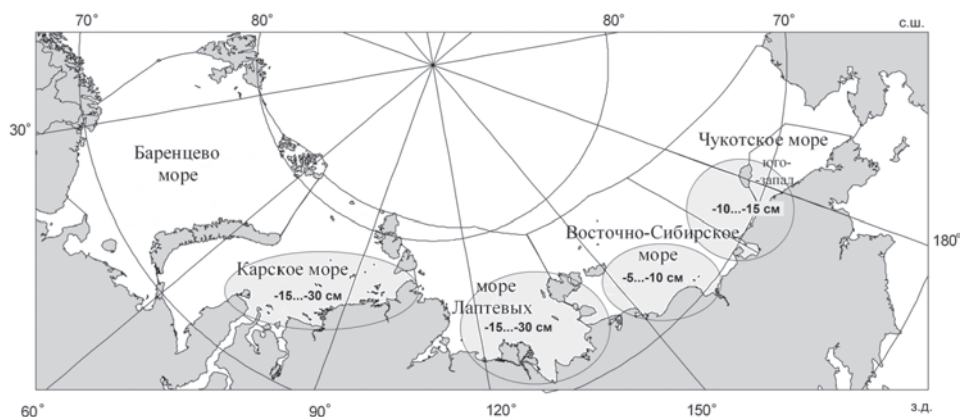 70°
80°
80°
70°
с.ш.
30°
Баренцево
море
Чукотское море
юго-
-запад
-10...-15 см
Восточно-Сибирское
море
-5...-10 см
180°
Карское море
-15...-30 см
море
Лаптевых
-15...-30 см
60°
90°
120°
150°
з.д.